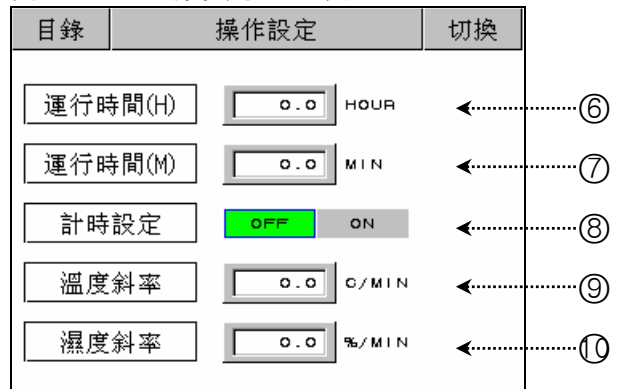 目錄 操作設定 切換
運行時間(H) 0.0 HOUR ⑥
運行時間(M) 0.0 MIN ⑦
計時設定 OFF ON ⑧
溫度斜率 0.0 C/MIN ⑨
濕度斜率 0.0 %/MIN ⑩